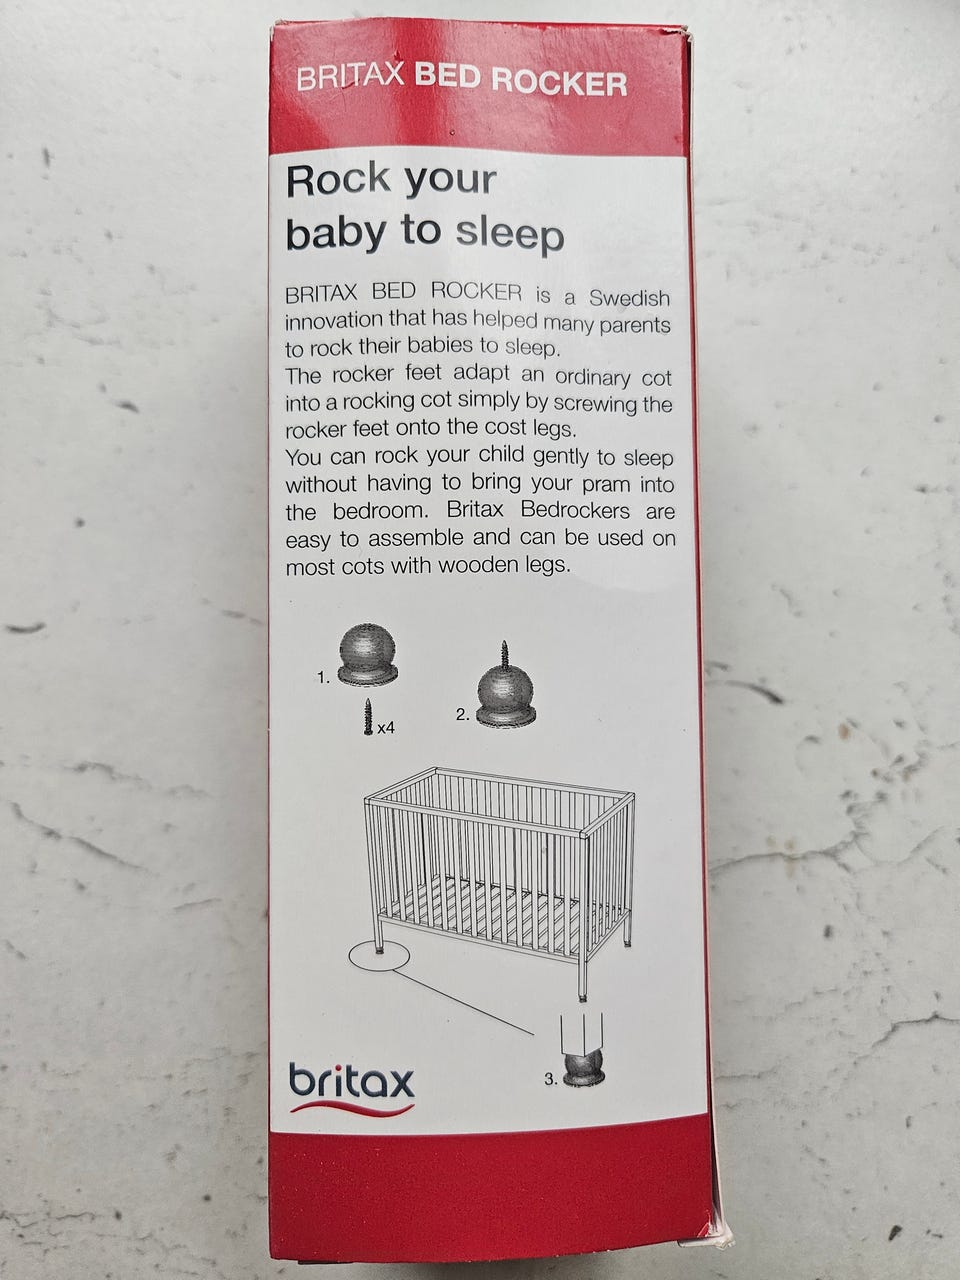 BRITAX BED ROCKER
Rock your
baby to sleep
BRITAX BED ROCKER is a Swedish
innovation that has helped many parents
to rock their babies to sleep.
The rocker feet adapt an ordinary cot
into a rocking cot simply by screwing the
rocker feet onto the cost legs.
You can rock your child gently to sleep
without having to bring your pram into
the bedroom. Britax Bedrockers are
easy to assemble and can be used on
most cots with wooden legs.
1.
x4
2.
3.
britax